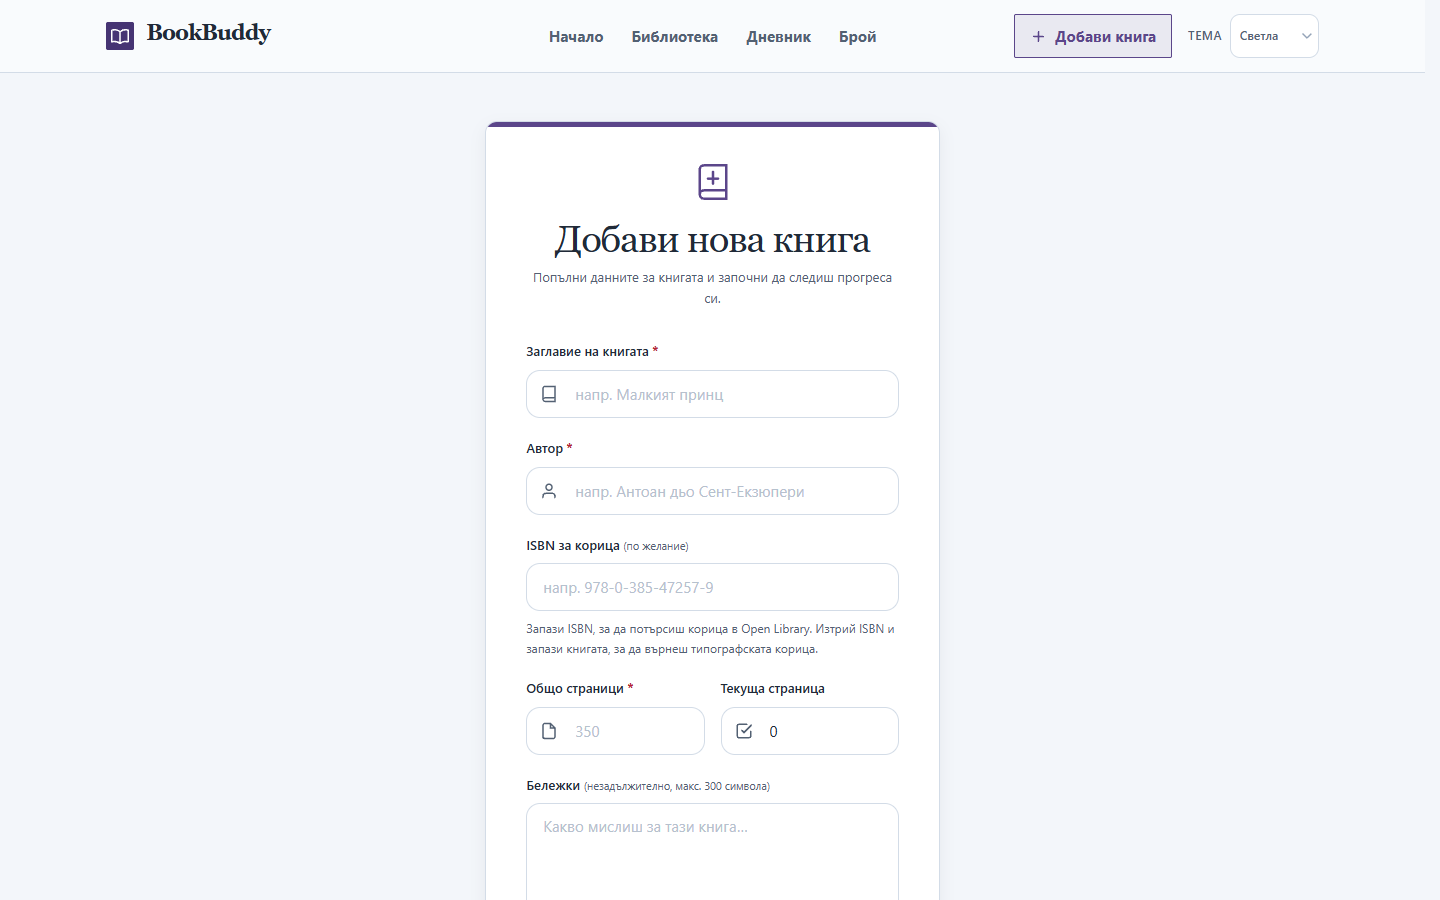 BookBuddy
Начало
Библиотека
Дневник
Брой
Добави книга
ТЕМА
Светла
Добави нова книга
Попълни данните за книгата и започни да следиш прогреса
си.
Заглавие на книгата *
напр. Малкият принц
Автор *
напр. Антоан дьо Сент-Екзюпери
ISBN за корица (по желание)
напр. 978-0-385-47257-9
Запази ISBN, за да потърсиш корица в Open Library. Изтрий ISBN и
запази книгата, за да върнеш типографската корица.
Общо страници *
Текуща страница
350
0
Бележки (незадължително, макс. 300 символа)
Какво мислиш за тази книга...